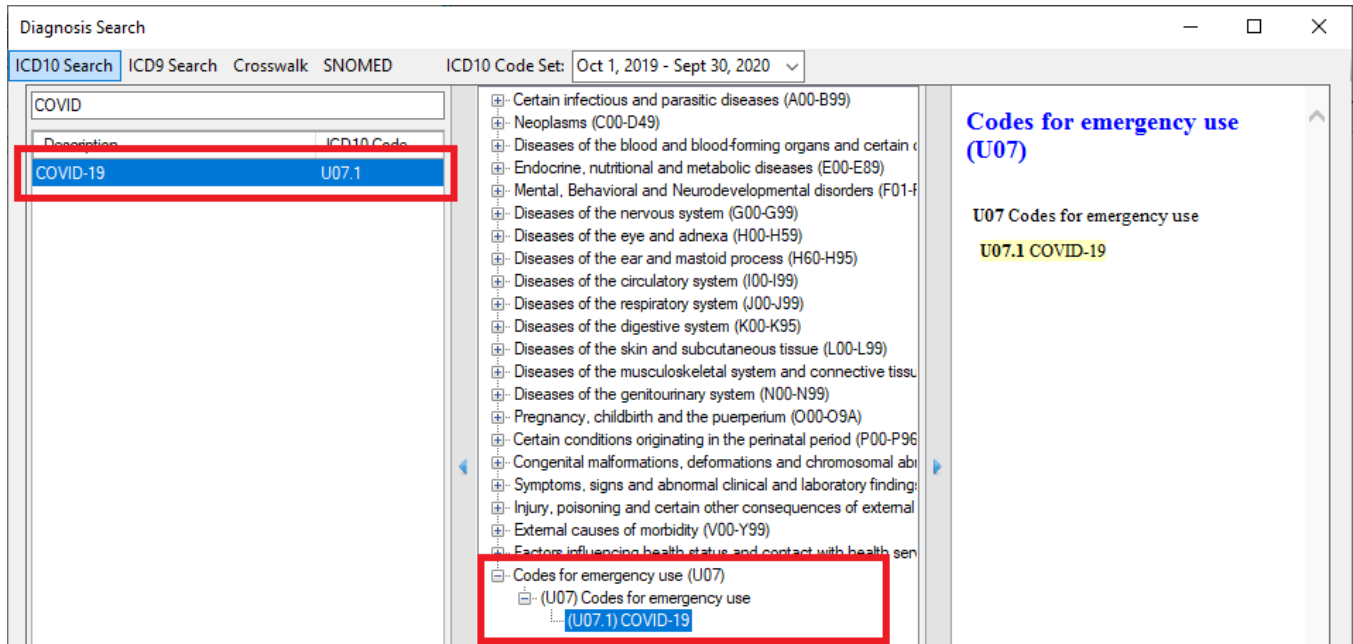 Diagnosis Search
ICD10 Search ICD9 Search Crosswalk SNOMED ICD10 Code Set: Oct 1, 2019 - Sept 30, 2020
COVID
Description ICD10 Code
COVID-19 U07.1
Certain infectious and parasitic diseases (A00-B99)
Neoplasms (C00-D49)
Diseases of the blood and blood-forming organs and certain
Endocrine, nutritional and metabolic diseases (E00-E89)
Mental, Behavioral and Neurodevelopmental disorders (F01-
Diseases of the nervous system (G00-G99)
Diseases of the eye and adnexa (H00-H59)
Diseases of the ear and mastoid process (H60-H95)
Diseases of the circulatory system (I00-I99)
Diseases of the respiratory system (J00-J99)
Diseases of the digestive system (K00-K95)
Diseases of the skin and subcutaneous tissue (L00-L99)
Diseases of the musculoskeletal system and connective tissu
Diseases of the genitourinary system (N00-N99)
Pregnancy, childbirth and the puerperium (O00-O9A)
Certain conditions originating in the perinatal period (P00-P96
Congenital malformations, deformations and chromosomal
Symptoms, signs and abnormal clinical and laboratory finding
Injury, poisoning and certain other consequences of external
External causes of morbidity (V00-Y99)
Factors influencing health status and contact with health
Codes for emergency use (U07)
(U07) Codes for emergency use
(U07.1) COVID-19
Codes for emergency use
(U07)
U07 Codes for emergency use
U07.1 COVID-19